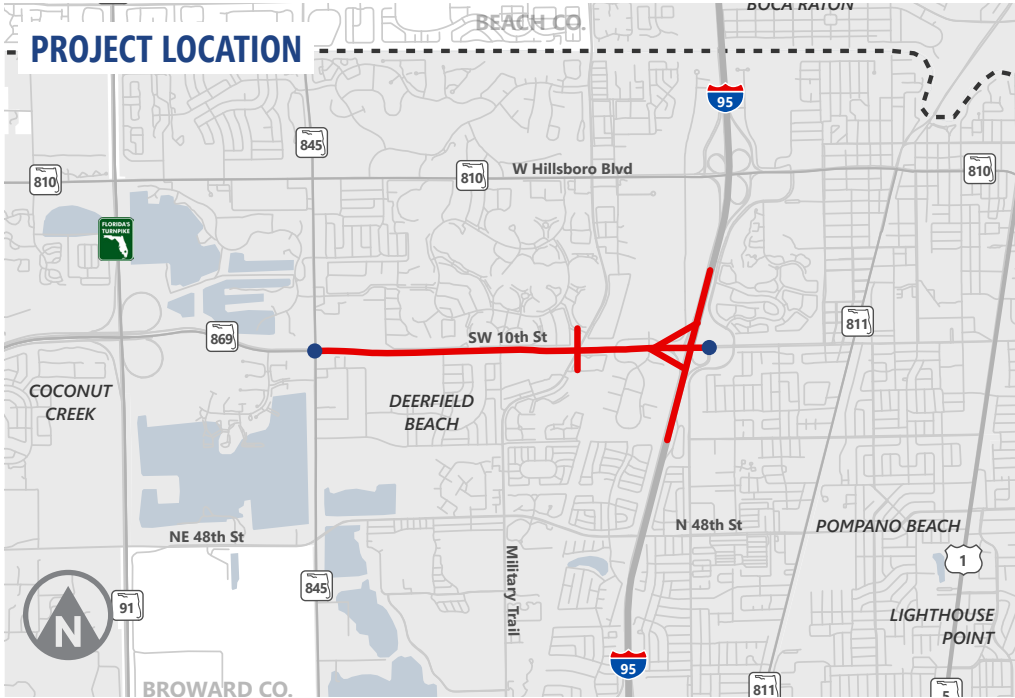 BOCA RATON
BEACH CO.
PROJECT LOCATION
95
845
810
810
W Hillsboro Blvd
810
FLORIDA'S
TURNPIKE
869
SW 10th St
811
COCONUT
CREEK
DEERFIELD
BEACH
NE 48th St
N 48th St
POMPANO BEACH
1
Military Trail
845
91
N
LIGHTHOUSE
POINT
95
BROWARD CO.
811
5